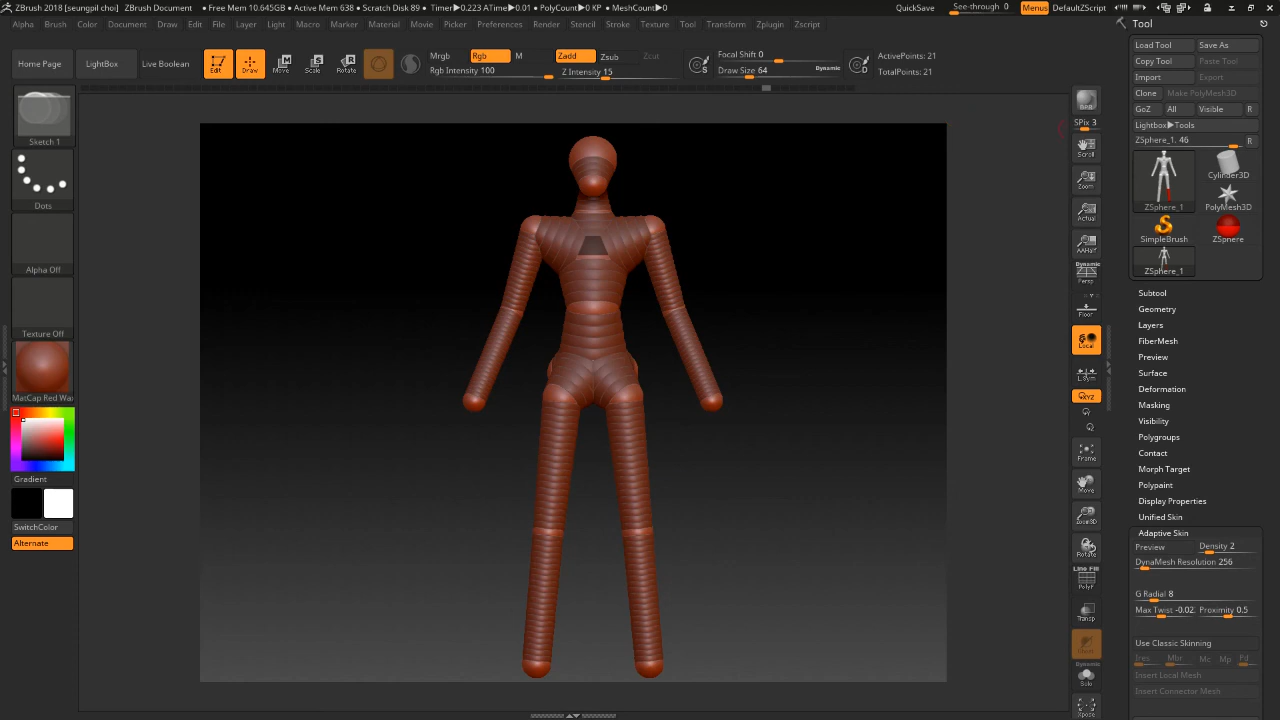 ZBrush 2018 [seungpil choi] ZBrush Document ● Free Mem 10.645GB ● Active Mem 638 ● Scratch Disk 89 ● Timer▶0.223 ATime▶0.01 ● PolyCount▶0 KP ● MeshCount▶0
QuickSave See-through 0 Menus DefaultZScript
Alpha Brush Color Document Draw Edit File Layer Light Macro Marker Material Movie Picker Preferences Render Stencil Stroke Texture Tool Transform Zplugin Zscript
Home Page LightBox Live Boolean
Edit Draw Move Scale Rotate
Mrgb Rgb M Zadd Zsub Zcut
Rgb Intensity 100 Z Intensity 15
Focal Shift 0
Draw Size 64 Dynamic
S D
ActivePoints: 21
TotalPoints: 21
Sketch 1
Dots
Alpha Off
Texture Off
MatCap Red Wa
Gradient
SwitchColor
Alternate
BPR
SPix 3
Scroll
Zoom
Actual
AAHalf
Dynamic
Persp
Floor
Local
L.Sym
XYZ
Frame
Move
Zoom3D
Rotate
Line Fill
PolyF
Transp
Dynamic
Solo
Xpose
Tool
Load Tool Save As
Copy Tool Paste Tool
Import Export
Clone Make PolyMesh3D
GoZ All Visible R
Lightbox▶Tools
ZSphere_1. 46 R
Cylinder3D
ZSphere_1 PolyMesh3D
SimpleBrush ZSphere
ZSphere_1
Subtool
Geometry
Layers
FiberMesh
Preview
Surface
Deformation
Masking
Visibility
Polygroups
Contact
Morph Target
Polypaint
Display Properties
Unified Skin
Adaptive Skin
Preview Density 2
DynaMesh Resolution 256
G Radial 8
Max Twist -0.02 Proximity 0.5
Use Classic Skinning
Ires Mbr Mc Mp Pd
Insert Local Mesh
Insert Connector Mesh